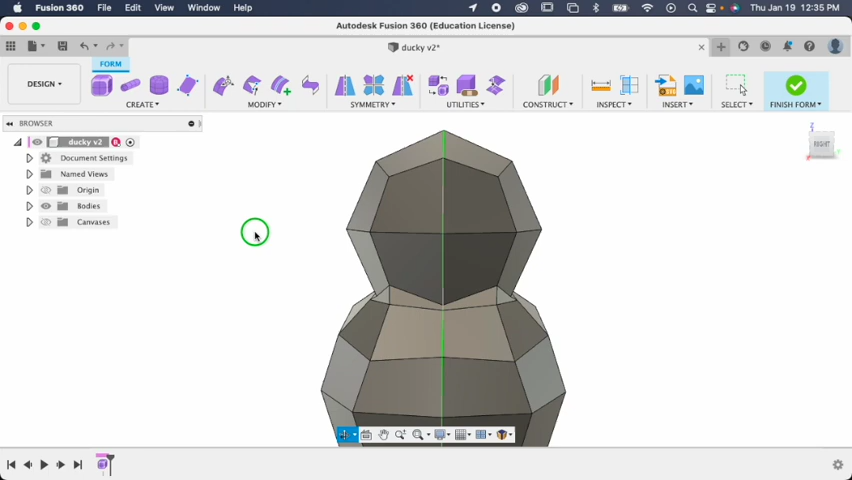 Fusion 360 File Edit View Window Help Thu Jan 19 12:35 PM
Autodesk Fusion 360 (Education License)
ducky v2*
FORM
DESIGN
CREATE MODIFY SYMMETRY UTILITIES CONSTRUCT INSPECT INSERT SELECT FINISH FORM
BROWSER
ducky v2
Document Settings
Named Views
Origin
Bodies
Canvases
Z
RIGHT